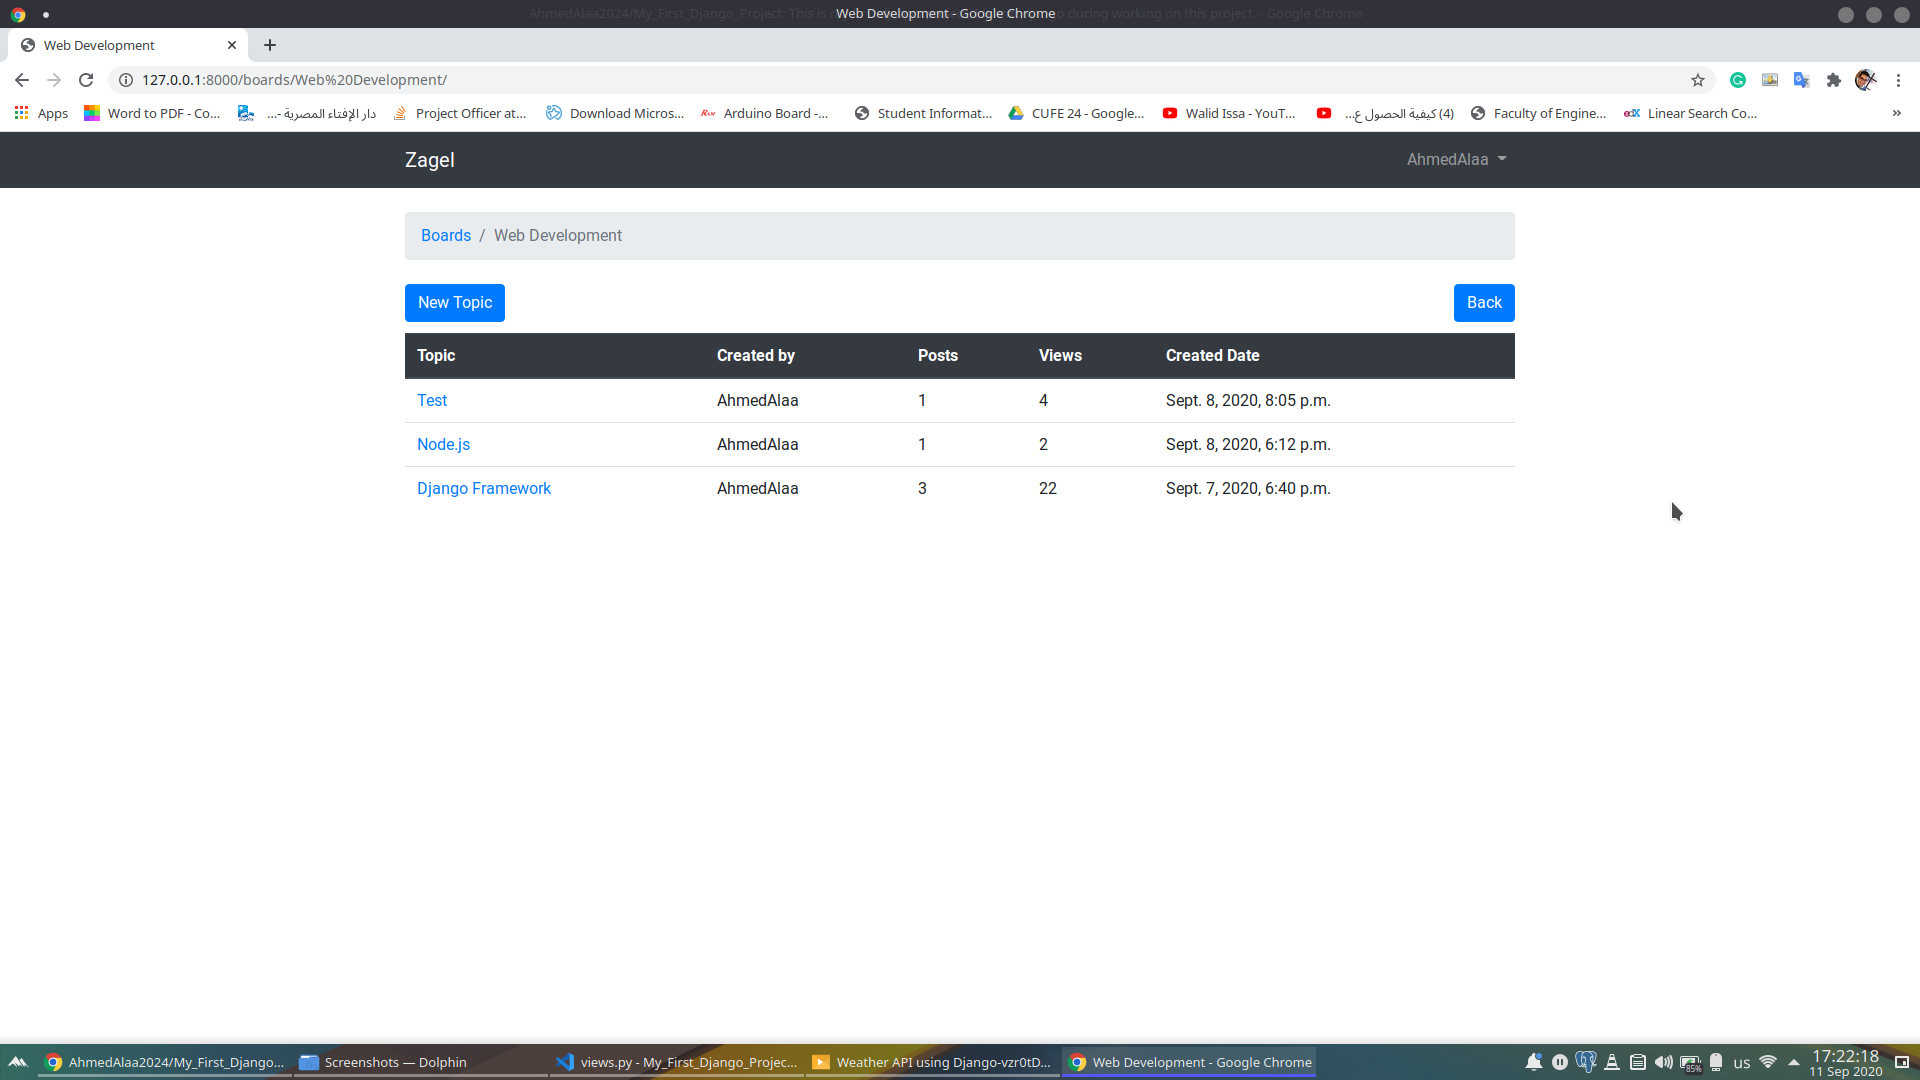 AhmedAlaa2024/My_First_Django_Project: This is
Web Development - Google Chrome
during working on this project. - Google Chrome
Web Development
127.0.0.1:8000/boards/Web%20Development/
Apps
Word to PDF - Co...
دار الإفتاء المصرية -...
Project Officer at...
Download Micros...
Arduino Board -...
Student Informat...
CUFE 24 - Google...
Walid Issa - YouT...
(4) كيفية الحصول ع...
Faculty of Engine...
edX
Linear Search Co...
»
Zagel
AhmedAlaa
Boards / Web Development
New Topic
Back
Topic Created by Posts Views Created Date
Test AhmedAlaa 1 4 Sept. 8, 2020, 8:05 p.m.
Node.js AhmedAlaa 1 2 Sept. 8, 2020, 6:12 p.m.
Django Framework AhmedAlaa 3 22 Sept. 7, 2020, 6:40 p.m.
AhmedAlaa2024/My_First_Django...
Screenshots — Dolphin
views.py - My_First_Django_Projec...
Weather API using Django-vzr0tD...
Web Development - Google Chrome
85%
us
17:22:18
11 Sep 2020